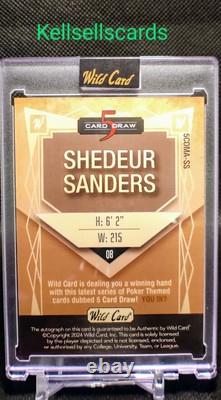 Kellsellscards
Wild Card
5
CARD DRAW
5CDMA-SS
SHEDEUR
SANDERS
H: 6' 2"
W: 215
QB
Wild Card is dealing you a winning hand
with this latest series of Poker Themed
cards dubbed 5 Card Draw! YOU IN?
Wild Card
The autograph on this card is guaranteed to be Authentic by Wild Card!
©Copyright 2024 Wild Card, Inc. This card is solely licensed
by the player depicted and is not licensed, endorsed,
or authorized by any College, University, Team, or League.
ebay